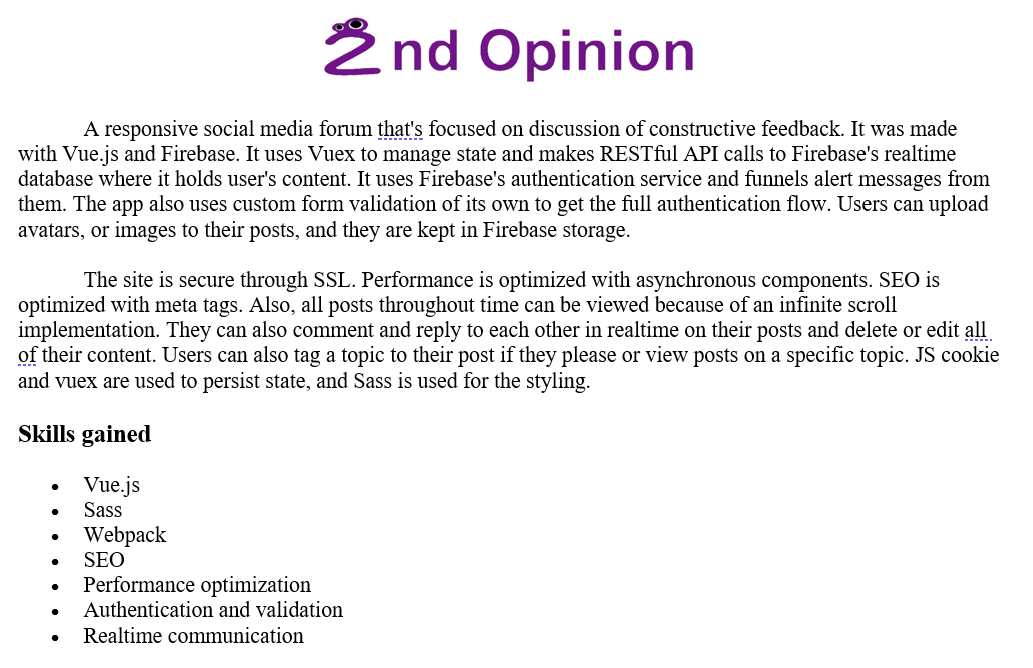 2nd Opinion
A responsive social media forum that's focused on discussion of constructive feedback. It was made
with Vue.js and Firebase. It uses Vuex to manage state and makes RESTful API calls to Firebase's realtime
database where it holds user's content. It uses Firebase's authentication service and funnels alert messages from
them. The app also uses custom form validation of its own to get the full authentication flow. Users can upload
avatars, or images to their posts, and they are kept in Firebase storage.
The site is secure through SSL. Performance is optimized with asynchronous components. SEO is
optimized with meta tags. Also, all posts throughout time can be viewed because of an infinite scroll
implementation. They can also comment and reply to each other in realtime on their posts and delete or edit all
of their content. Users can also tag a topic to their post if they please or view posts on a specific topic. JS cookie
and vuex are used to persist state, and Sass is used for the styling.
Skills gained
• Vue.js
• Sass
• Webpack
• SEO
• Performance optimization
• Authentication and validation
• Realtime communication